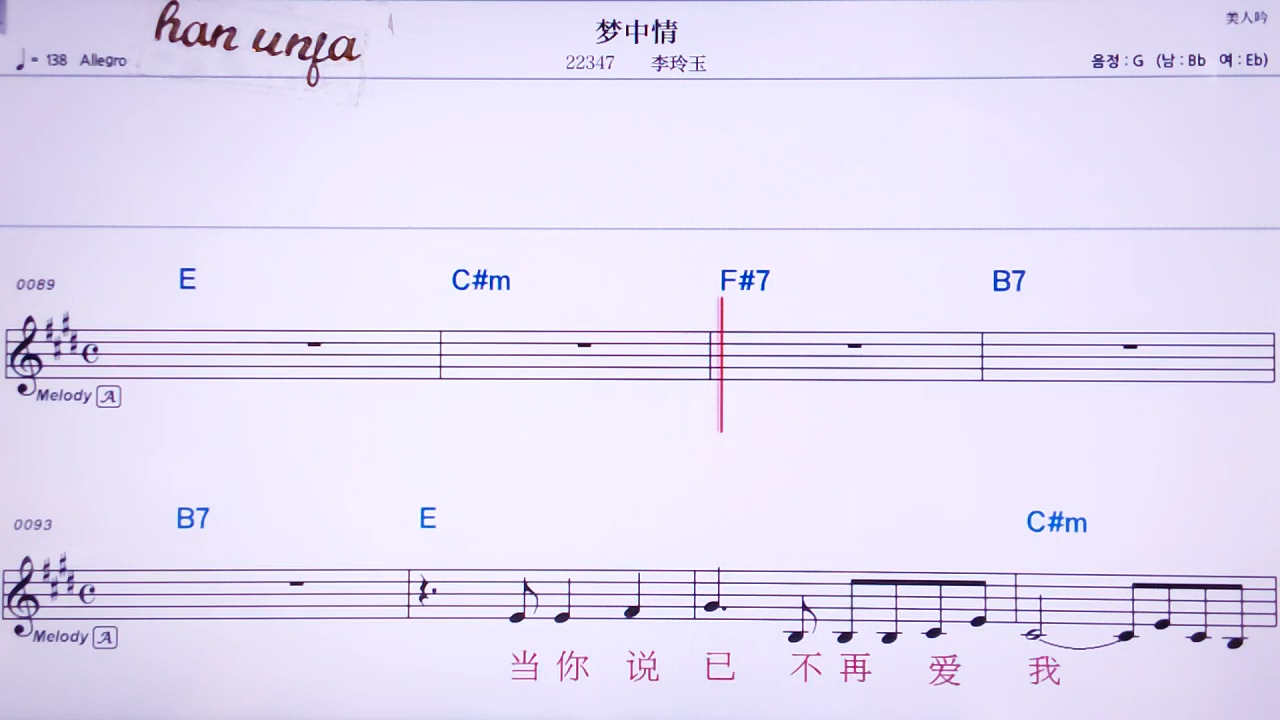 han unfa
梦中情
美人吟
♩= 138 Allegro
22347 李玲玉
음정 : G (남 : Bb 여 : Eb)
E C#m F#7 B7
0089
Melody A
B7 E C#m
0093
Melody A
当 你 说 已 不 再 爱 我